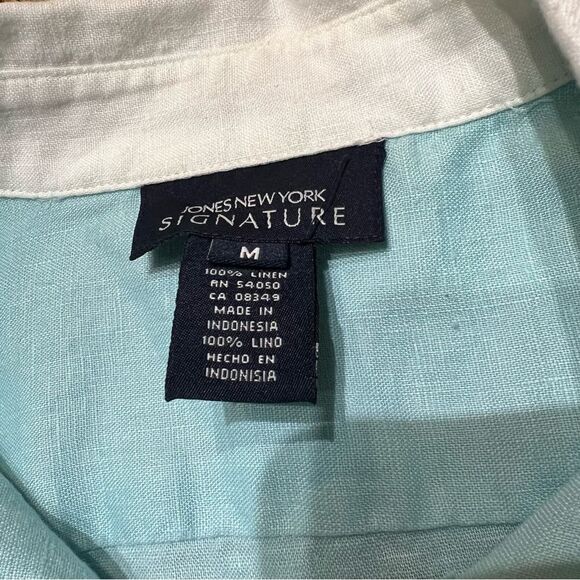 JONES NEW YORK
SIGNATURE
M
100% LINEN
RN 54050
CA 08349
MADE IN
INDONESIA
100% LINO
HECHO EN
INDONISIA